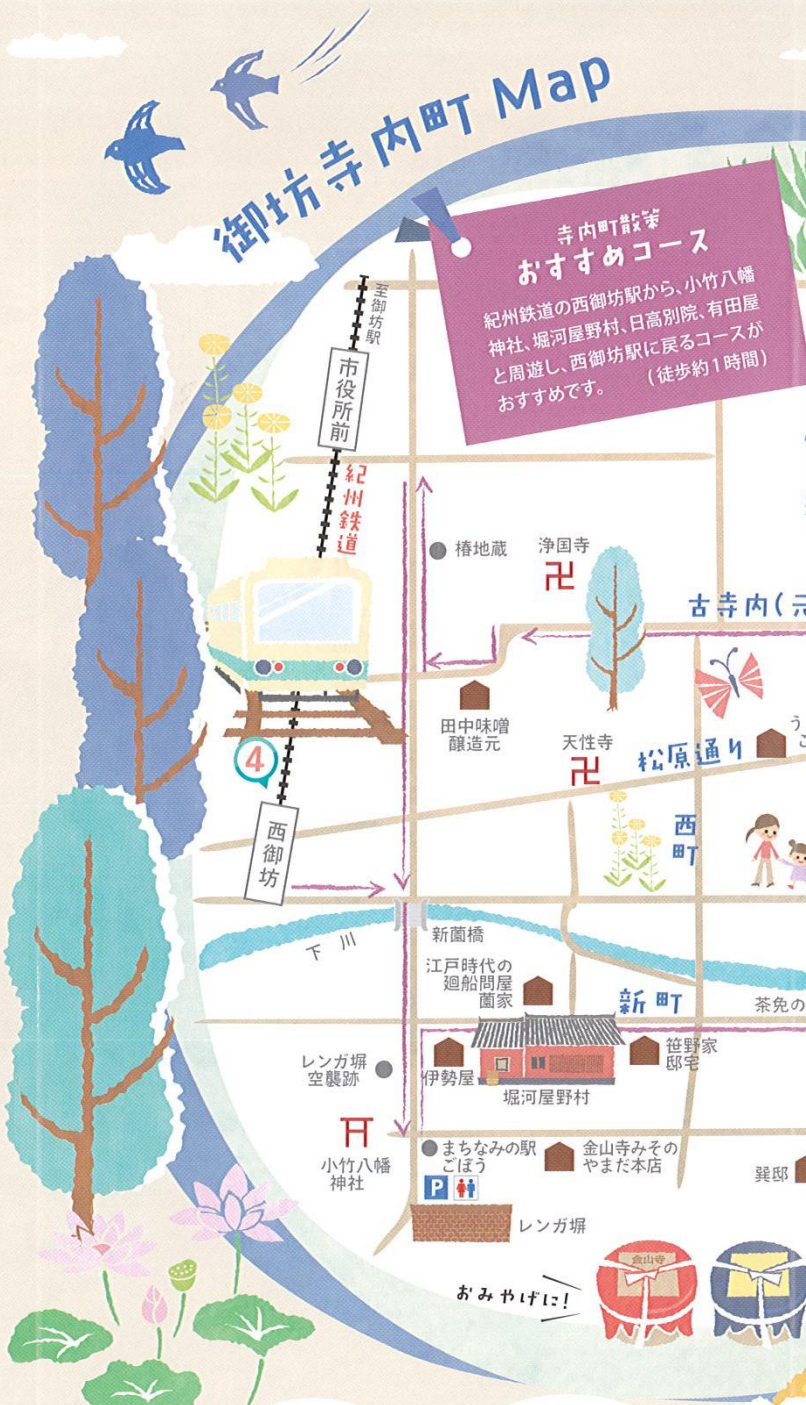 御坊寺内町 Map
寺内町散策
おすすめコース
紀州鉄道の西御坊駅から、小竹八幡
神社、堀河屋野村、日高別院、有田屋
と周遊し、西御坊駅に戻るコースが
おすすめです。 (徒歩約1時間)
至御坊駅
市役所前
紀州鉄道
椿地蔵
浄国寺
古寺内(元
田中味噌
醸造元
天性寺
松原通り
う
こ
4
西御坊
西町
下川
新薗橋
江戸時代の
廻船問屋
薗家
新町
茶免の
レンガ塀
空襲跡
伊勢屋
堀河屋野村
笹野家
邸宅
小竹八幡
神社
まちなみの駅
ごぼう
金山寺みその
やまだ本店
巽邸
P
レンガ塀
おみやげに!
金山寺